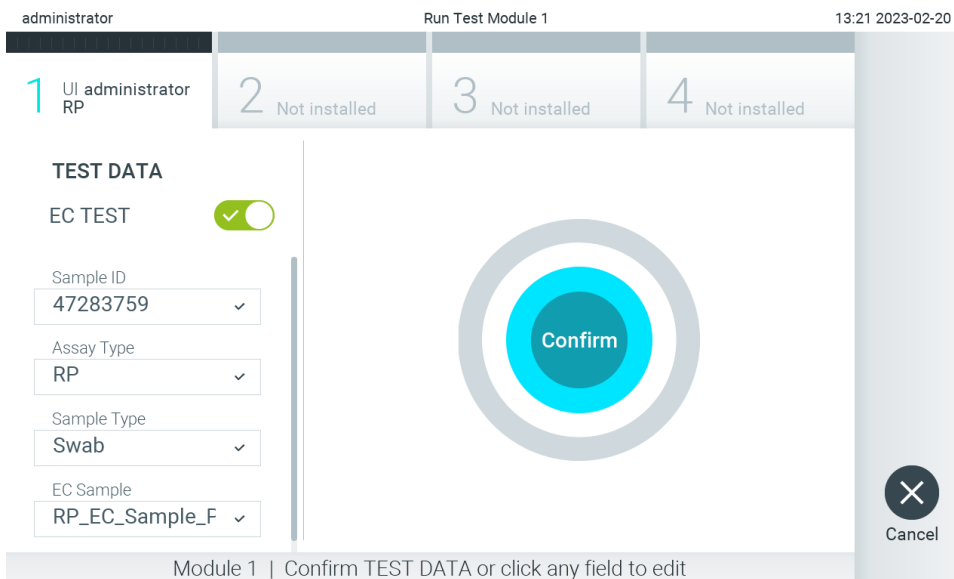 administrator Run Test Module 1 13:21 2023-02-20
1 UI administrator
RP
2 Not installed
3 Not installed
4 Not installed
TEST DATA
EC TEST
Sample ID
47283759
Assay Type
RP
Sample Type
Swab
EC Sample
RP_EC_Sample_F
Confirm
Cancel
Module 1 | Confirm TEST DATA or click any field to edit